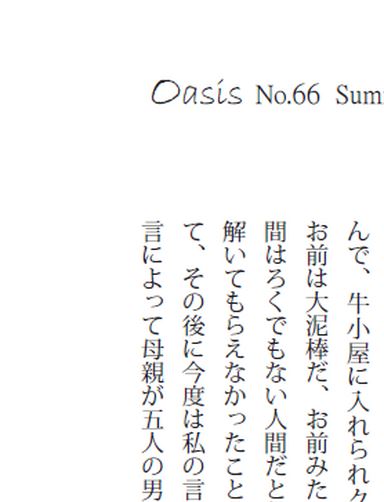 Oasis No.66 Sum
んで、牛小屋に入れられ
お前は大泥棒だ、お前みた
間はろくでもない人間だと
解いてもらえなかったこと
て、その後に今度は私の言
言によって母親が五人の男